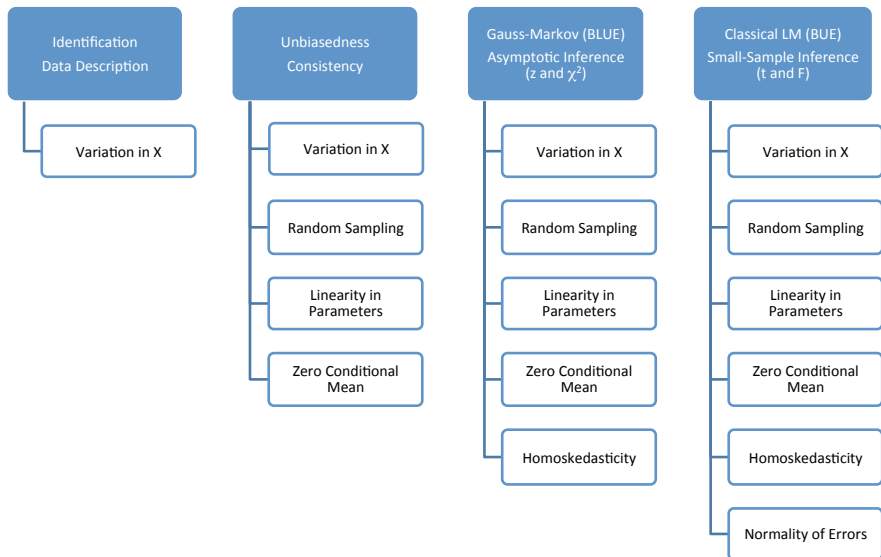 Identification
Data Description
Variation in X
Unbiasedness
Consistency
Variation in X
Random Sampling
Linearity in
Parameters
Zero Conditional
Mean
Gauss-Markov (BLUE)
Asymptotic Inference
(z and χ²)
Variation in X
Random Sampling
Linearity in
Parameters
Zero Conditional
Mean
Homoskedasticity
Classical LM (BUE)
Small-Sample Inference
(t and F)
Variation in X
Random Sampling
Linearity in
Parameters
Zero Conditional
Mean
Homoskedasticity
Normality of Errors